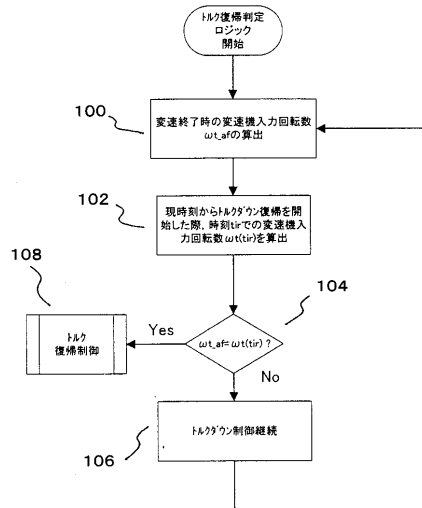 トルク復帰判定
ロジック
開始
100
変速終了時の変速機入力回転数
ωt_afの算出
102
現時刻からトルクダウン復帰を開
始した際，時刻tirでの変速機入
力回転数ωt(tir)を算出
108
104
トルク
復帰制御
Yes
ωt_af=ωt(tir) ?
No
トルクダウン制御継続
106